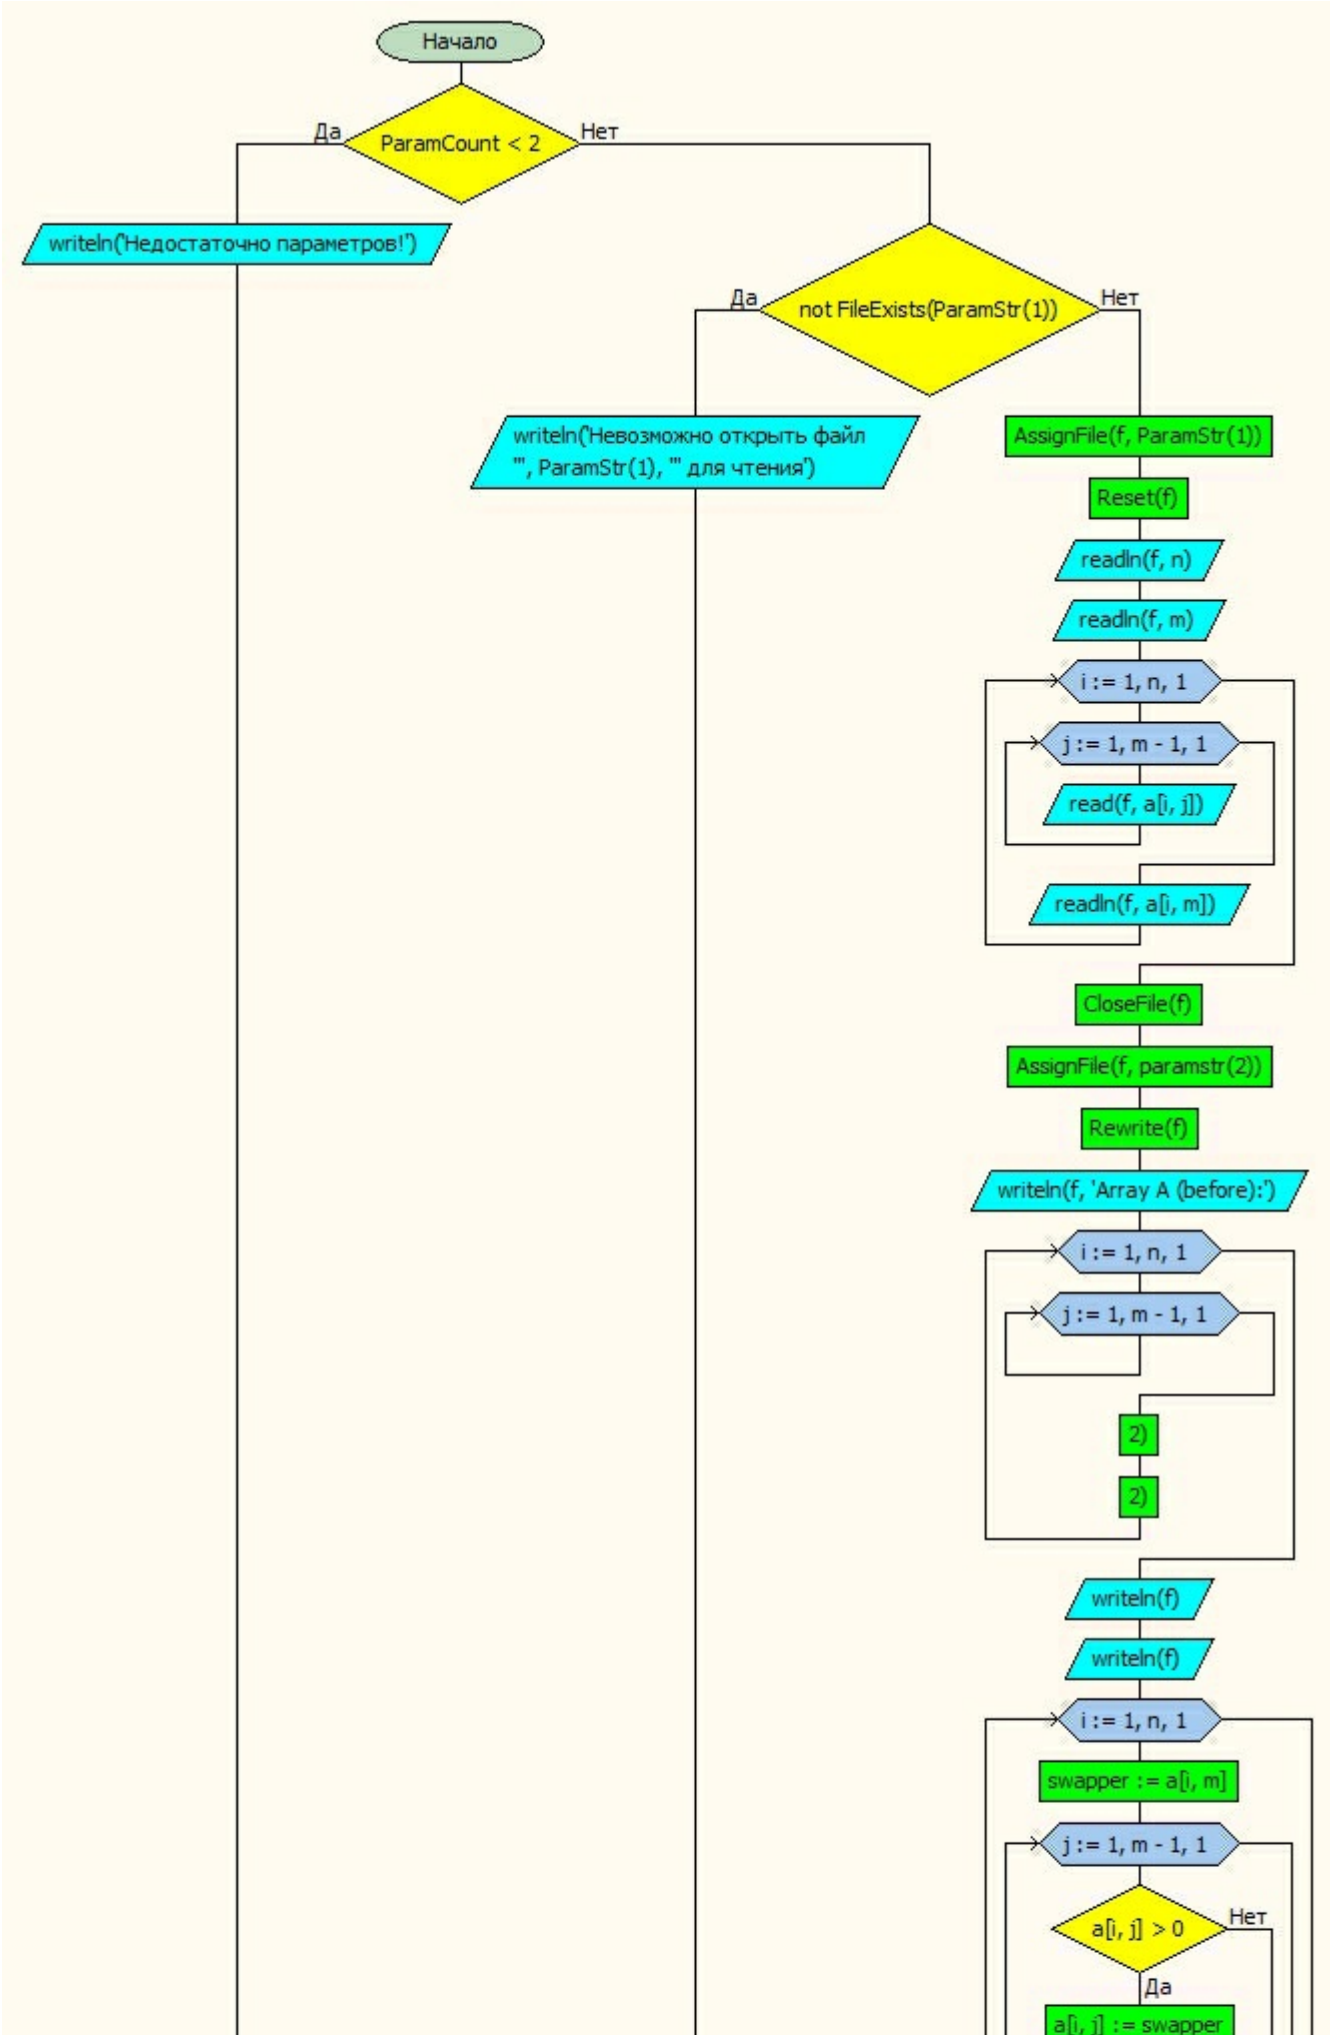 Начало
Да
ParamCount < 2
Нет
writeln('Недостаточно параметров!')
Да
not FileExists(ParamStr(1))
Нет
writeln('Невозможно открыть файл
"', ParamStr(1), '" для чтения')
AssignFile(f, ParamStr(1))
Reset(f)
readln(f, n)
readln(f, m)
i := 1, n, 1
j := 1, m - 1, 1
read(f, a[i, j])
readln(f, a[i, m])
CloseFile(f)
AssignFile(f, paramstr(2))
Rewrite(f)
writeln(f, 'Array A (before):')
i := 1, n, 1
j := 1, m - 1, 1
2)
2)
writeln(f)
writeln(f)
i := 1, n, 1
swapper := a[i, m]
j := 1, m - 1, 1
a[i, j] > 0
Нет
Да
a[i, j] := swapper